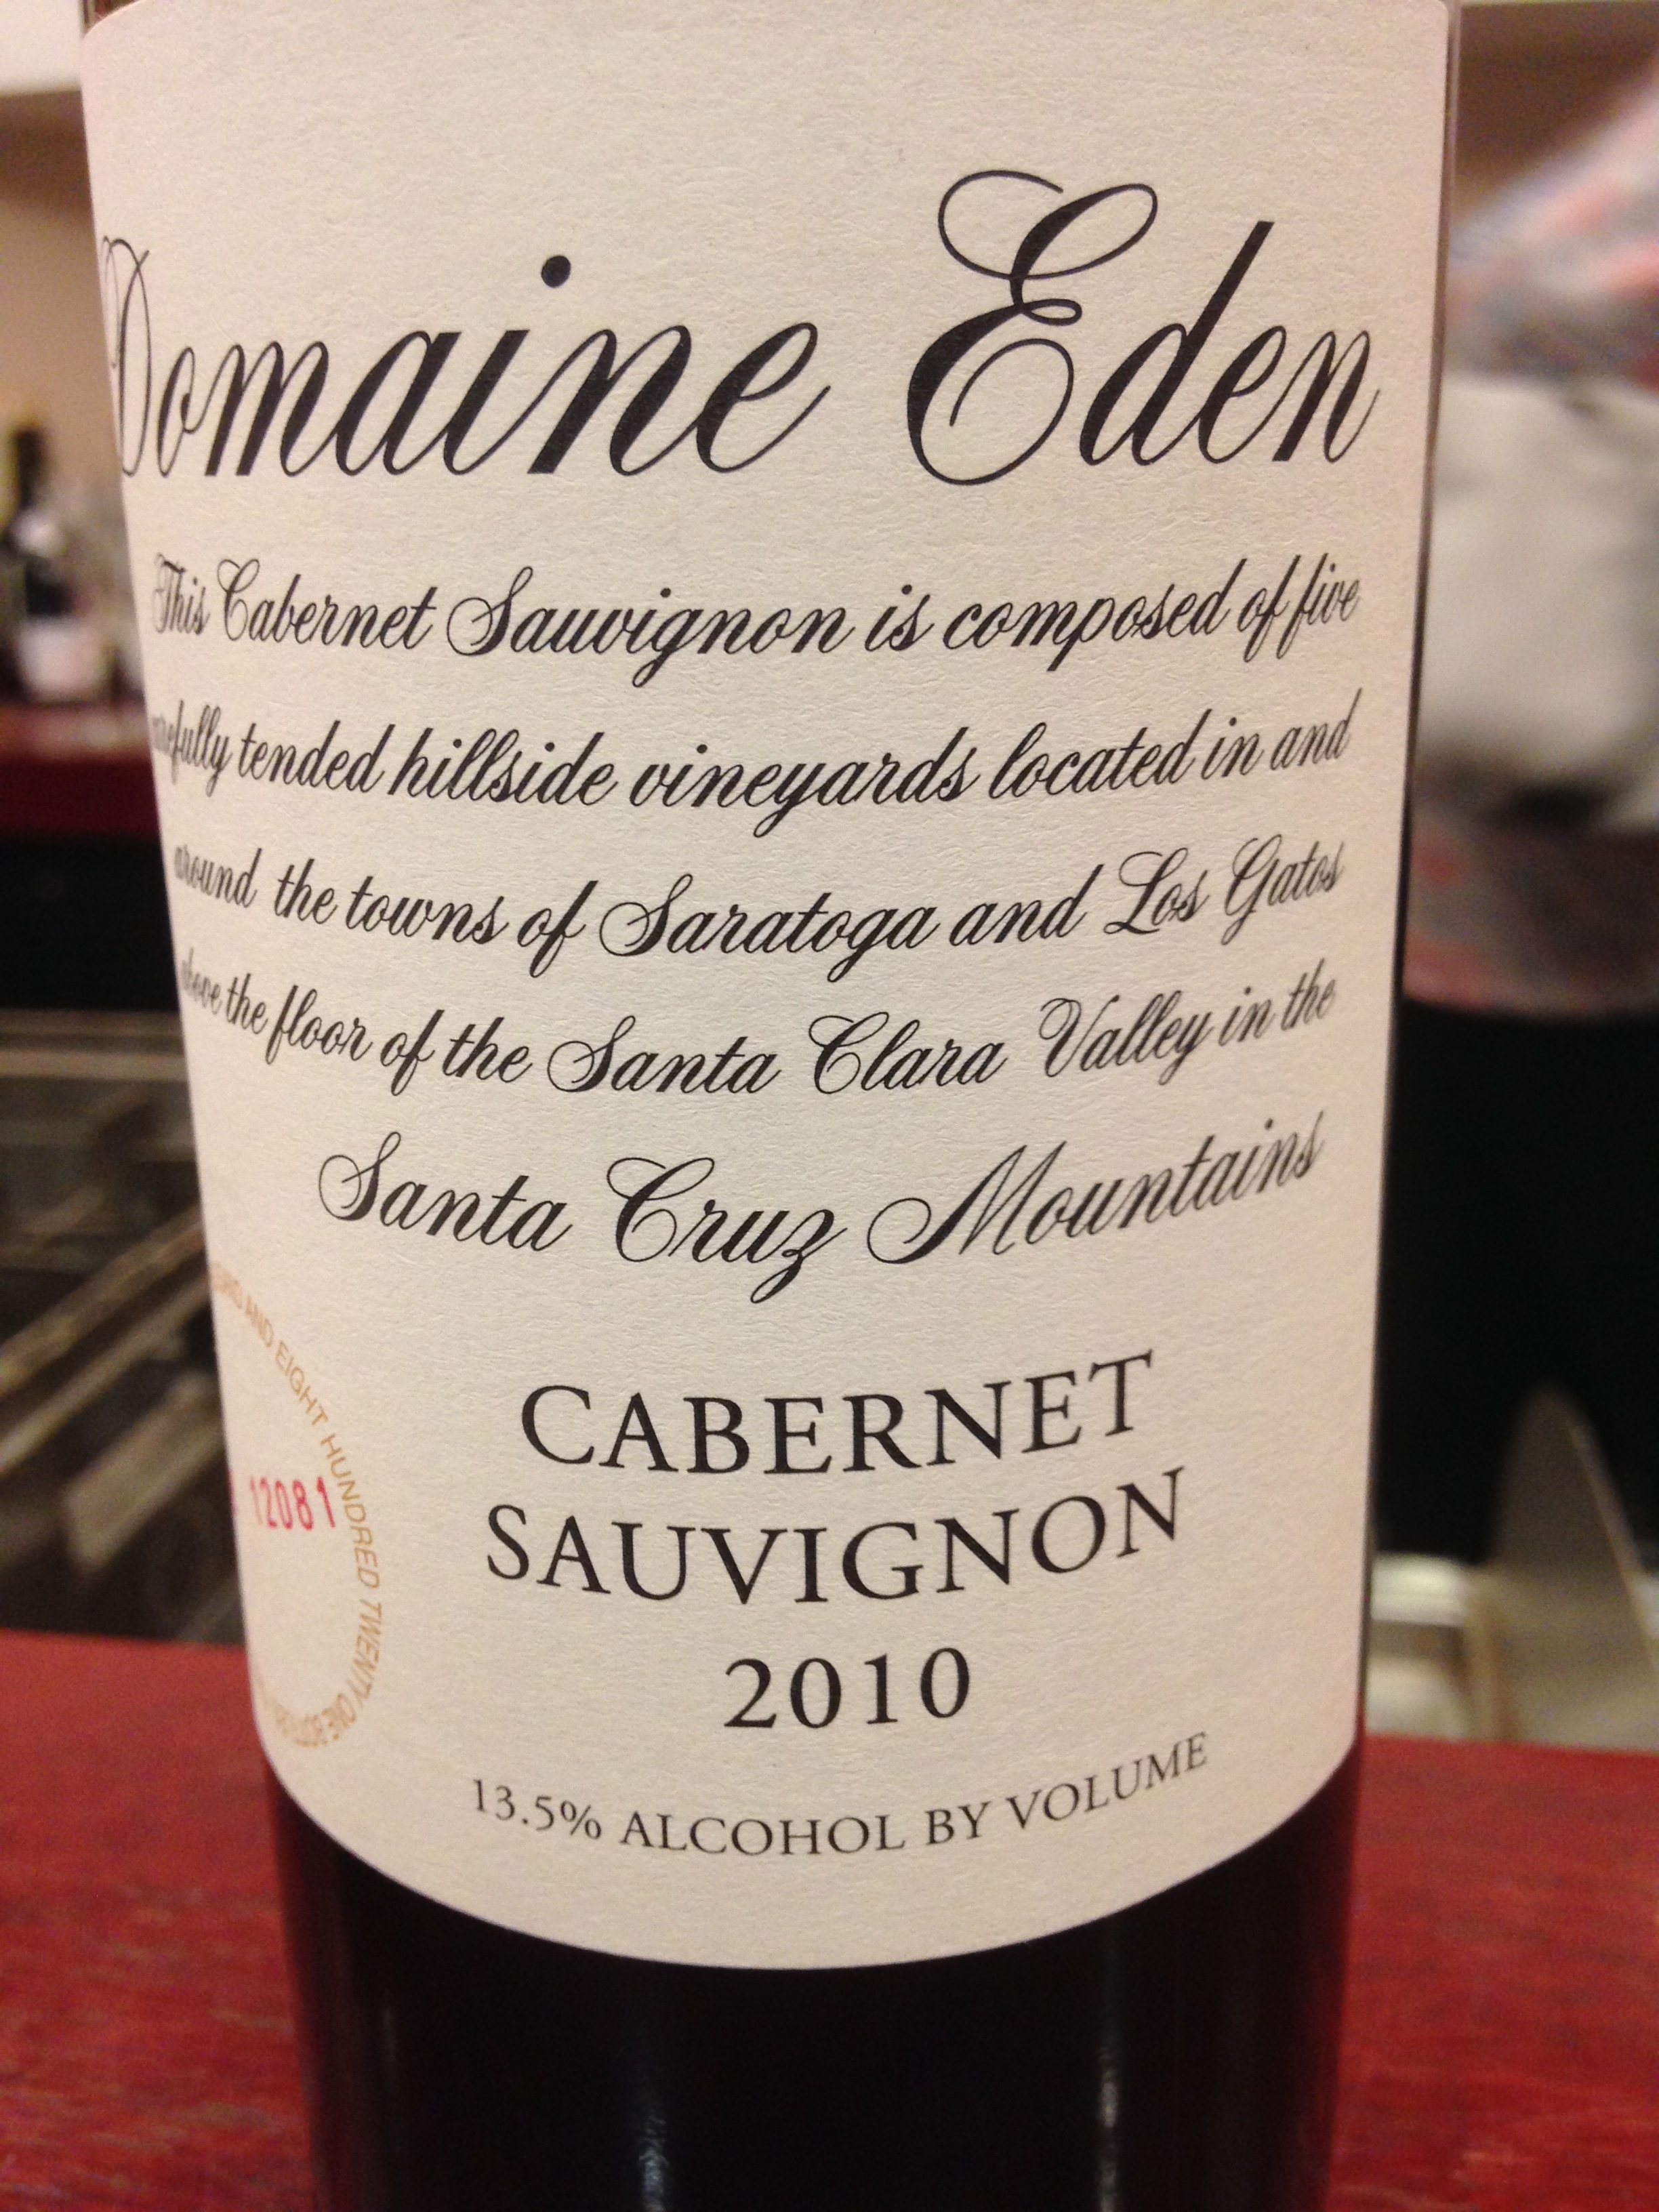 Domaine Eden
This Cabernet Sauvignon is composed of five
carefully tended hillside vineyards located in and
around the towns of Saratoga and Los Gatos
above the floor of the Santa Clara Valley in the
Santa Cruz Mountains
AND EIGHT HUNDRED TWENTY ONE
12081
CABERNET
SAUVIGNON
2010
13.5% ALCOHOL BY VOLUME